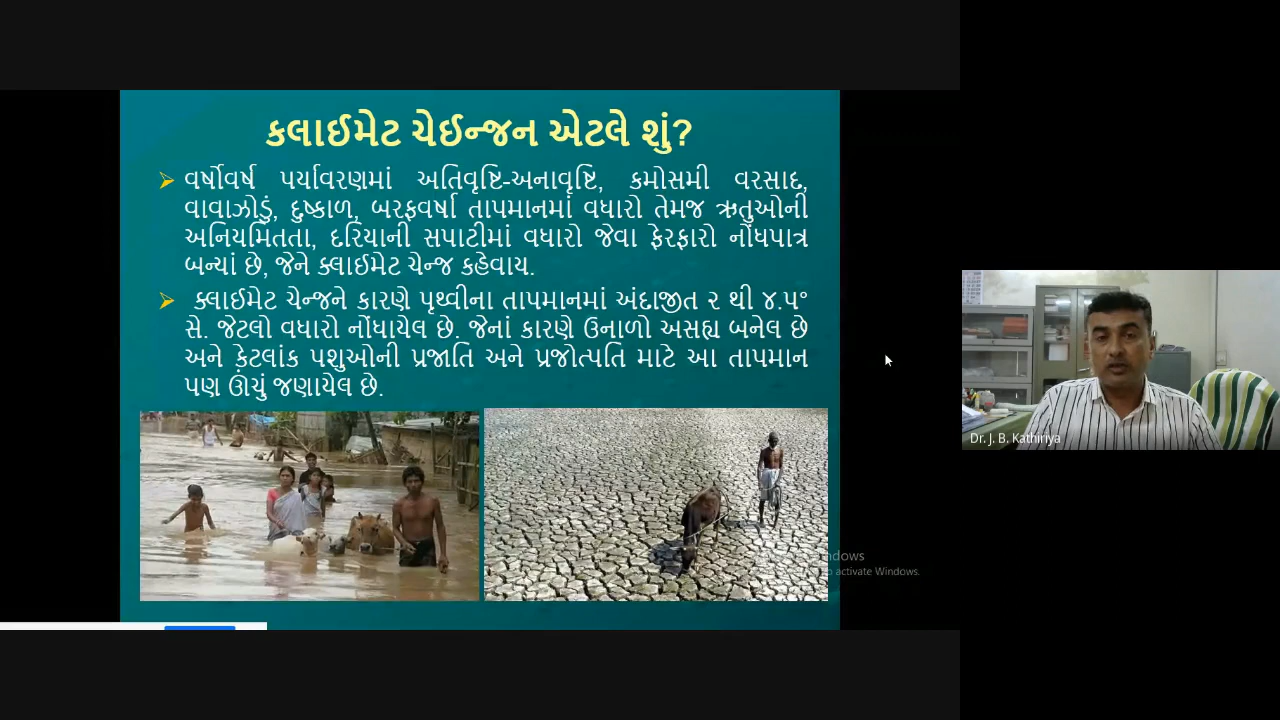 કલાઈમેટ ચેઈન્જન એટલે શું?
વર્ષોવર્ષ પર્યાવરણમાં અતિવૃષ્ટિ-અનાવૃષ્ટિ, કમોસમી વરસાદ,
વાવાઝોડું, દુષ્કાળ, બરફવર્ષા તાપમાનમાં વધારો તેમજ ઋતુઓની
અનિયમિતતા, દરિયાની સપાટીમાં વધારો જેવા ફેરફારો નોંધપાત્ર
બન્યાં છે, જેને ક્લાઈમેટ ચેન્જ કહેવાય.
ક્લાઈમેટ ચેન્જને કારણે પૃથ્વીના તાપમાનમાં અંદાજીત ૨ થી ૪.૫°
સે. જેટલો વધારો નોંધાયેલ છે. જેનાં કારણે ઉનાળો અસહ્ય બનેલ છે
અને કેટલાંક પશુઓની પ્રજાતિ અને પ્રજોત્પતિ માટે આ તાપમાન
પણ ઊંચું જણાયેલ છે.
Dr. J. B. Kathiriya
ndows
activate Windows.